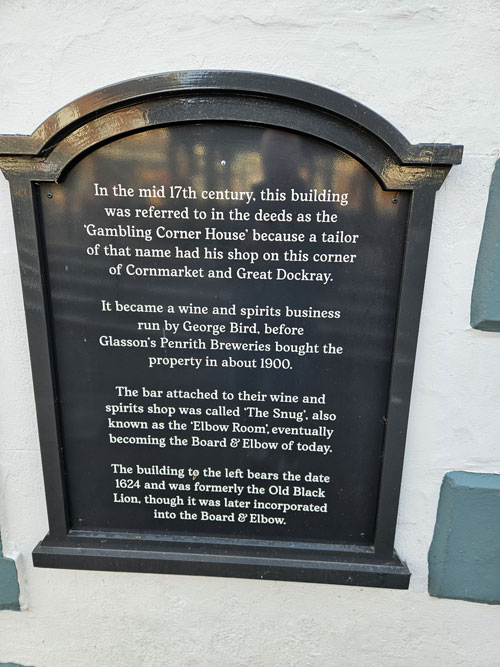 In the mid 17th century, this building
was referred to in the deeds as the
‘Gambling Corner House’ because a tailor
of that name had his shop on this corner
of Cornmarket and Great Dockray.
It became a wine and spirits business
run by George Bird, before
Glasson’s Penrith Breweries bought the
property in about 1900.
The bar attached to their wine and
spirits shop was called ‘The Snug’, also
known as the ‘Elbow Room’, eventually
becoming the Board & Elbow of today.
The building to the left bears the date
1624 and was formerly the Old Black
Lion, though it was later incorporated
into the Board & Elbow.